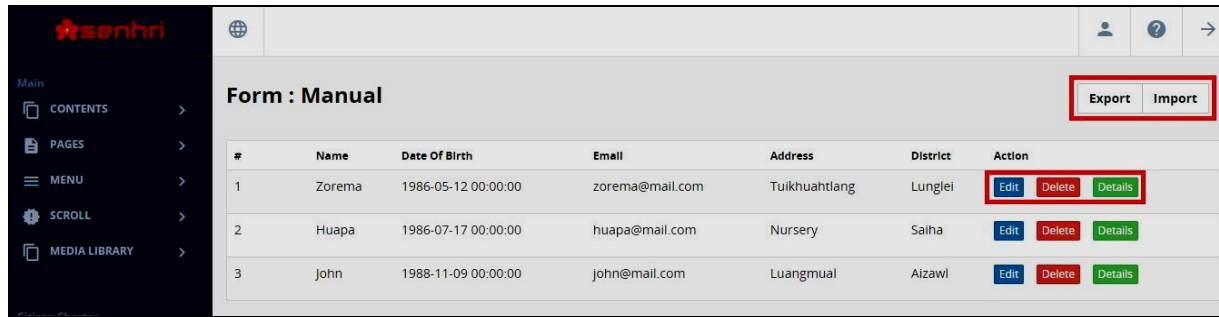 senhri
Main
CONTENTS
PAGES
MENU
SCROLL
MEDIA LIBRARY
Form : Manual
Export Import
# Name Date Of Birth Email Address District Action
1 Zorema 1986-05-12 00:00:00 zorema@mail.com Tuikhuahtlang Lunglei Edit Delete Details
2 Huapa 1986-07-17 00:00:00 huapa@mail.com Nursery Saiha Edit Delete Details
3 John 1988-11-09 00:00:00 john@mail.com Luangmual Aizawl Edit Delete Details